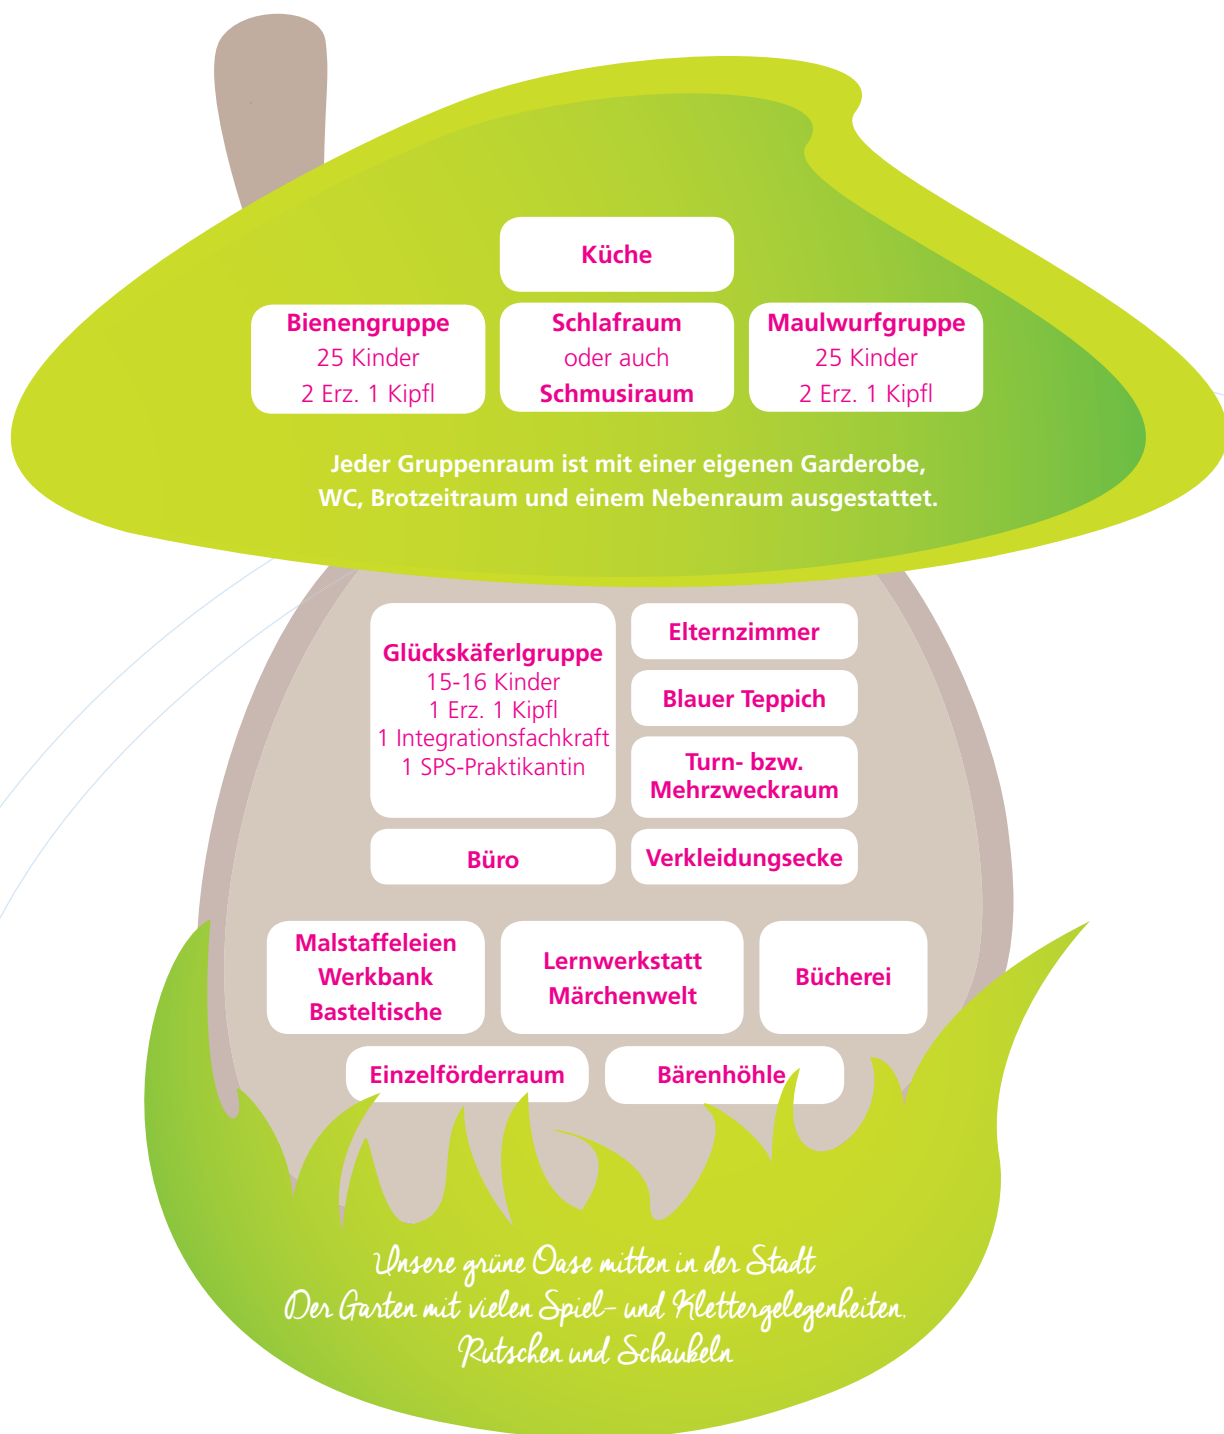 Küche
Bienengruppe
25 Kinder
2 Erz. 1 Kipfl
Schlafraum
oder auch
Schmusiraum
Maulwurfgruppe
25 Kinder
2 Erz. 1 Kipfl
Jeder Gruppenraum ist mit einer eigenen Garderobe,
WC, Brotzeitraum und einem Nebenraum ausgestattet.
Glückskäferlgruppe
15-16 Kinder
1 Erz. 1 Kipfl
1 Integrationsfachkraft
1 SPS-Praktikantin
Elternzimmer
Blauer Teppich
Turn- bzw.
Mehrzweckraum
Büro
Verkleidungsecke
Malstaffeleien
Werkbank
Basteltische
Lernwerkstatt
Märchenwelt
Bücherei
Einzelförderraum
Bärenhöhle
Unsere grüne Oase mitten in der Stadt
Der Garten mit vielen Spiel- und Klettergelegenheiten,
Rutschen und Schaukeln